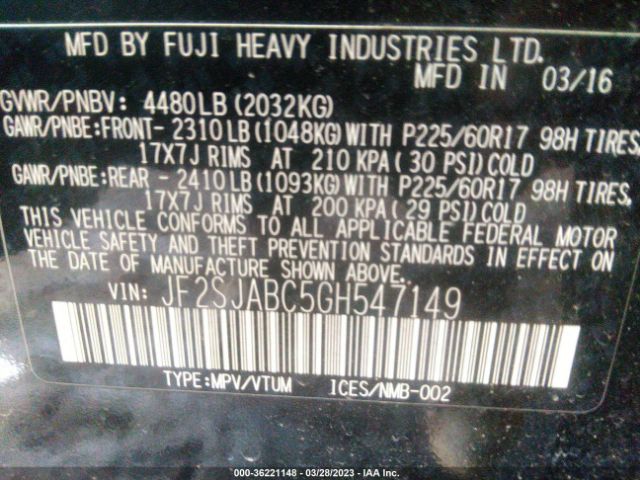 MFD BY FUJI HEAVY INDUSTRIES LTD.
MFD IN 03/16
GVWR/PNBV: 4480LB(2032KG)
GAWR/PNBE:FRONT- 2310LB(1048KG)WITH P225/60R17 98H TIRES,
17X7J RIMS AT 210 KPA( 30 PSI)COLD
GAWR/PNBE:REAR - 2410LB(1093KG)WITH P225/60R17 98H TIRES,
17X7J RIMS AT 200 KPA( 29 PSI)COLD
THIS VEHICLE CONFORMS TO ALL APPLICABLE FEDERAL MOTOR
VEHICLE SAFETY AND THEFT PREVENTION STANDARDS IN EFFECT ON
THE DATE OF MANUFACTURE SHOWN ABOVE.
VIN: JF2SJABC5GH547149
TYPE:MPV/VTUM ICES/NMB-002
000-36221148 - 03/28/2023 - IAA Inc.